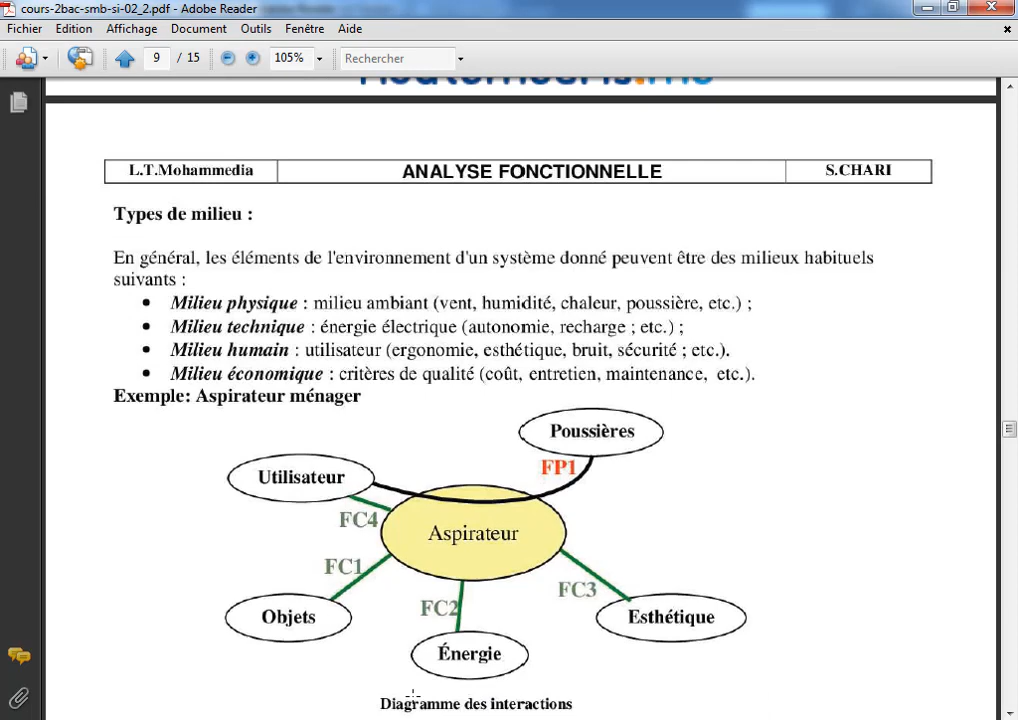 cours-2bac-smb-si-02_2.pdf - Adobe Reader
Fichier Edition Affichage Document Outils Fenêtre Aide
9 / 15 105% Rechercher
L.T.Mohammedia ANALYSE FONCTIONNELLE S.CHARI
Types de milieu :
En général, les éléments de l'environnement d'un système donné peuvent être des milieux habituels
suivants :
• Milieu physique : milieu ambiant (vent, humidité, chaleur, poussière, etc.) ;
• Milieu technique : énergie électrique (autonomie, recharge ; etc.) ;
• Milieu humain : utilisateur (ergonomie, esthétique, bruit, sécurité ; etc.).
• Milieu économique : critères de qualité (coût, entretien, maintenance, etc.).
Exemple: Aspirateur ménager
Poussières
FP1
Utilisateur
FC4
Aspirateur
FC1
FC3
FC2
Objets
Esthétique
Énergie
Diagramme des interactions